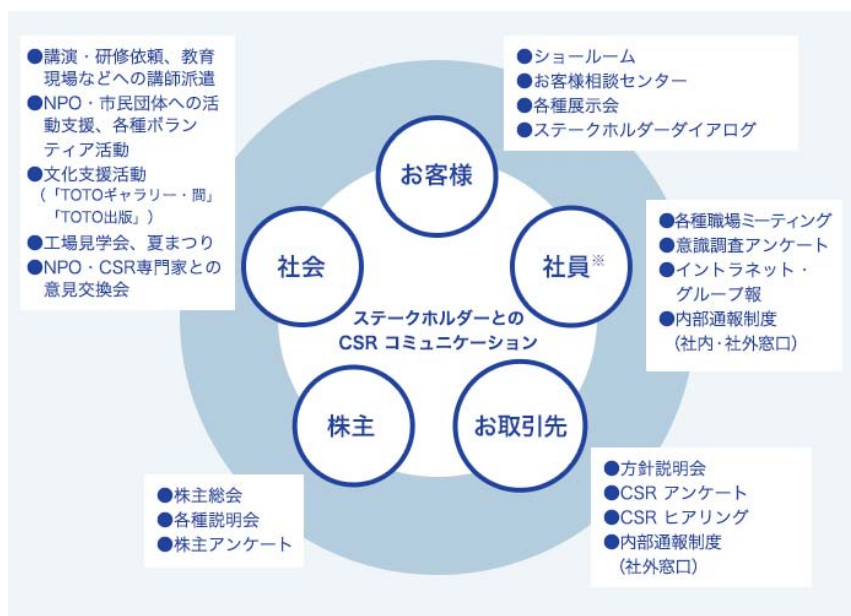 ●講演・研修依頼、教育
現場などへの講師派遣
●NPO・市民団体への活
動支援、各種ボラン
ティア活動
●文化支援活動
(「TOTOギャラリー・間」
「TOTO出版」)
●工場見学会、夏まつり
●NPO・CSR専門家との
意見交換会
●ショールーム
●お客様相談センター
●各種展示会
●ステークホルダーダイアログ
お客様
社会
社員※
●各種職場ミーティング
●意識調査アンケート
●イントラネット・
グループ報
●内部通報制度
(社内・社外窓口)
ステークホルダーとの
CSR コミュニケーション
株主
お取引先
●株主総会
●各種説明会
●株主アンケート
●方針説明会
●CSR アンケート
●CSR ヒアリング
●内部通報制度
(社外窓口)